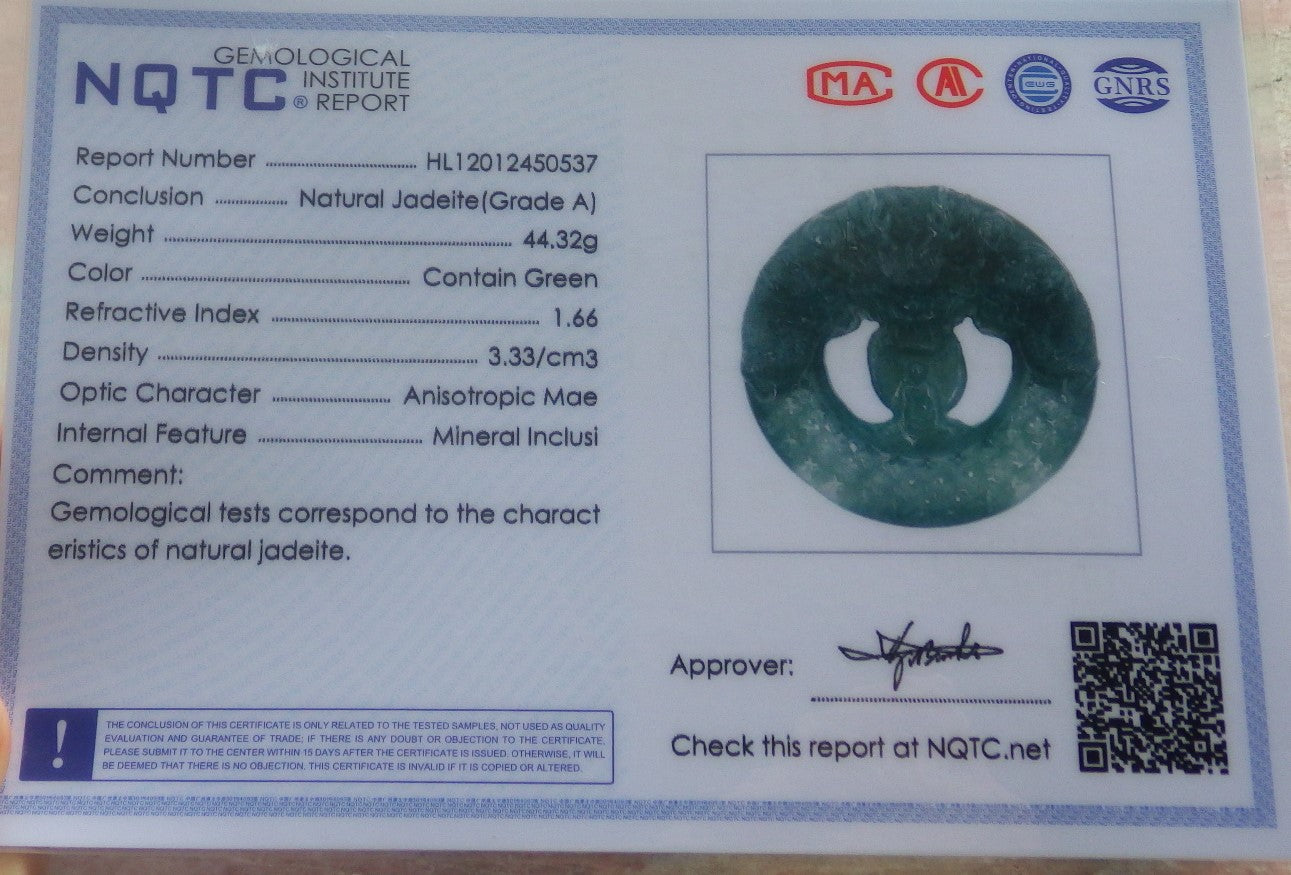 NQTC® GEMOLOGICAL
INSTITUTE
REPORT
Report Number HL12012450537
Conclusion Natural Jadeite(Grade A)
Weight 44.32g
Color Contain Green
Refractive Index 1.66
Density 3.33/cm3
Optic Character Anisotropic Mae
Internal Feature Mineral Inclusi
Comment:
Gemological tests correspond to the charact
eristics of natural jadeite.
!
THE CONCLUSION OF THIS CERTIFICATE IS ONLY RELATED TO THE TESTED SAMPLES, NOT USED AS QUALITY
EVALUATION AND GUARANTEE OF TRADE; IF THERE IS ANY DOUBT OR OBJECTION TO THE CERTIFICATE,
PLEASE SUBMIT IT TO THE CENTER WITHIN 15 DAYS AFTER THE CERTIFICATE IS ISSUED. OTHERWISE, IT WILL
BE DEEMED THAT THERE IS NO OBJECTION. THIS CERTIFICATE IS INVALID IF IT IS COPIED OR ALTERED.
MA
GNRS
Approver:
Check this report at NQTC.net